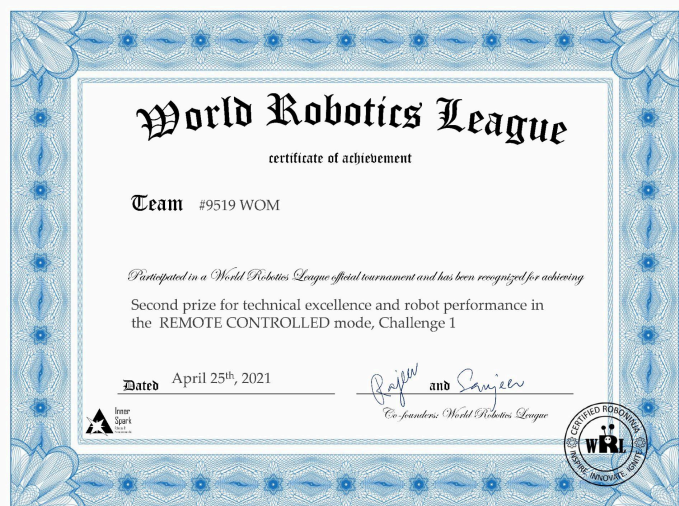 World Robotics League
certificate of achievement
Team #9519 WOM
Participated in a World Robotics League official tournament and has been recognized for achieving
Second prize for technical excellence and robot performance in
the REMOTE CONTROLLED mode, Challenge 1
Dated April 25th, 2021
Rajeev and Sanjeev
Co-founders: World Robotics League
Inner
Spark
CERTIFIED ROBONINJA
WRL
INSPIRE, INNOVATE, IGNITE